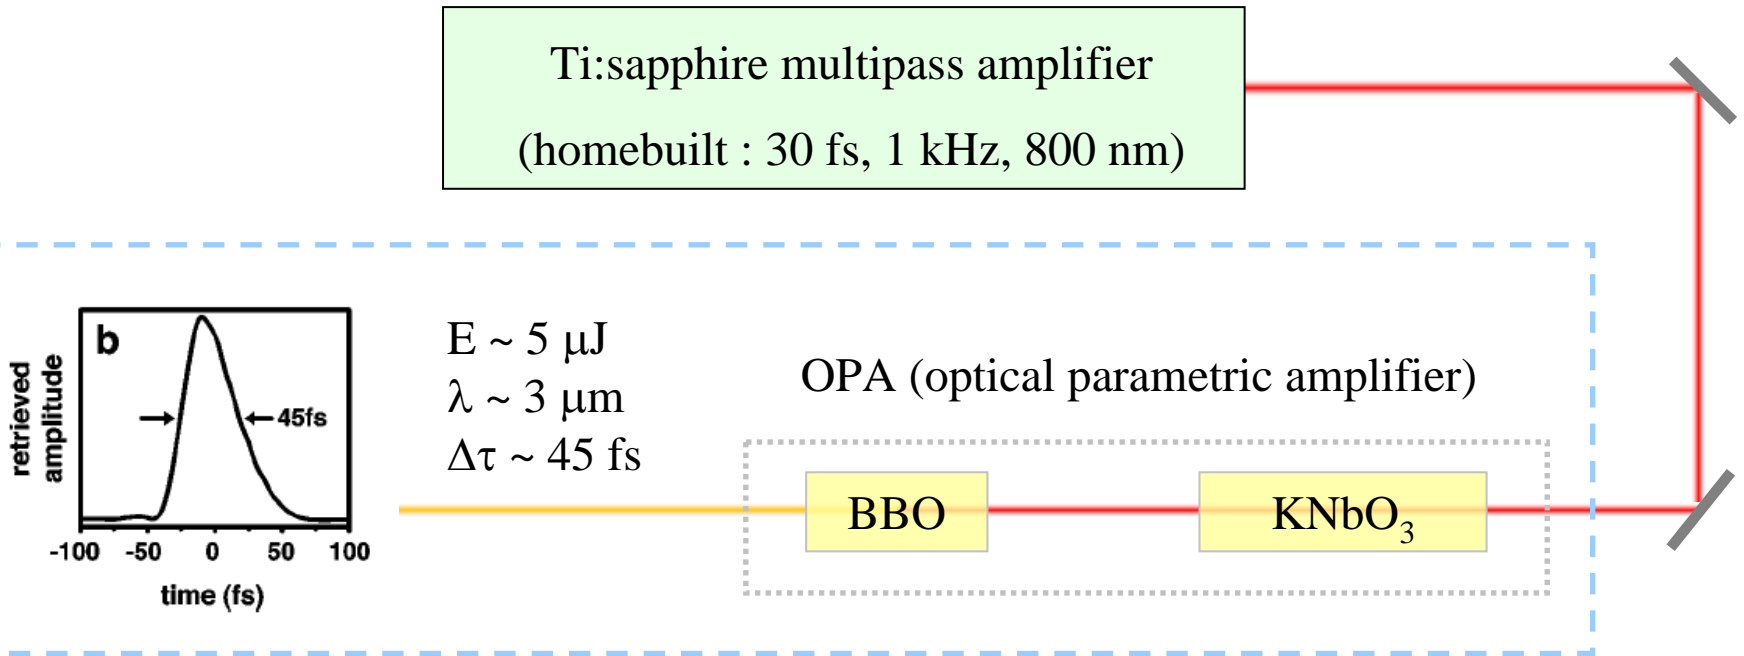 Ti:sapphire multipass amplifier
(homebuilt : 30 fs, 1 kHz, 800 nm)
b
45fs
retrieved
amplitude
-100 -50 0 50 100
time (fs)
E ~ 5 μJ
λ ~ 3 μm
Δτ ~ 45 fs
OPA (optical parametric amplifier)
BBO
KNbO₃